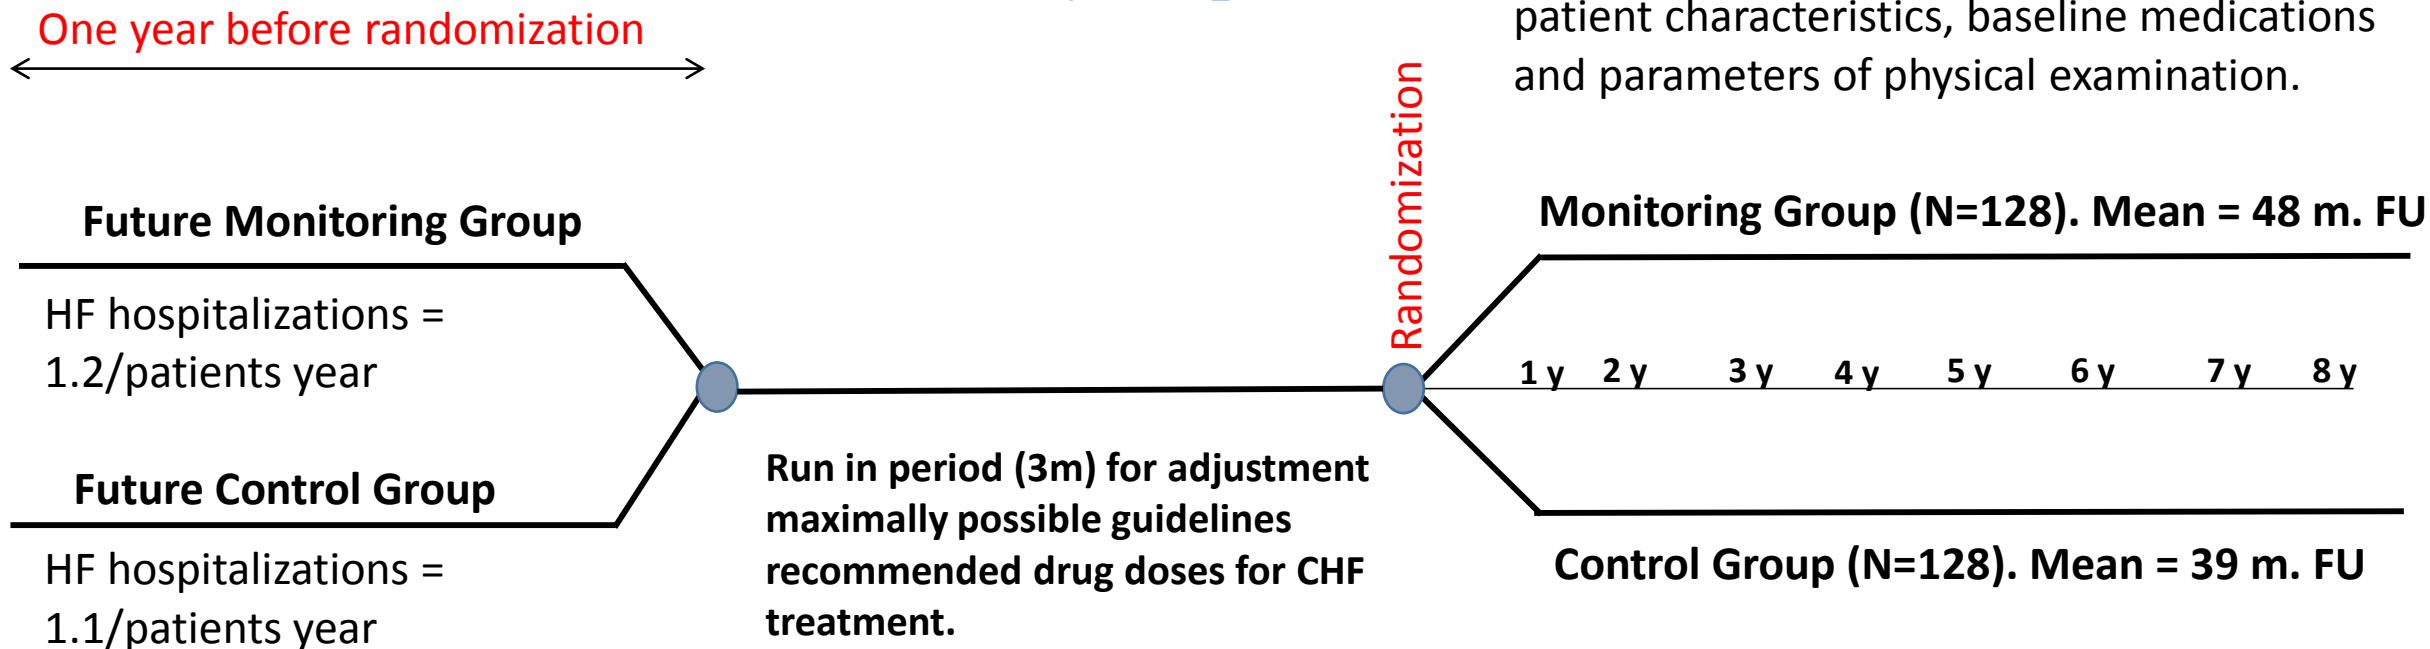 One year before randomization
patient characteristics, baseline medications
and parameters of physical examination.
Randomization
Future Monitoring Group
HF hospitalizations =
1.2/patients year
Future Control Group
HF hospitalizations =
1.1/patients year
Run in period (3m) for adjustment
maximally possible guidelines
recommended drug doses for CHF
treatment.
Monitoring Group (N=128). Mean = 48 m. FU
1 y 2 y 3 y 4 y 5 y 6 y 7 y 8 y
Control Group (N=128). Mean = 39 m. FU